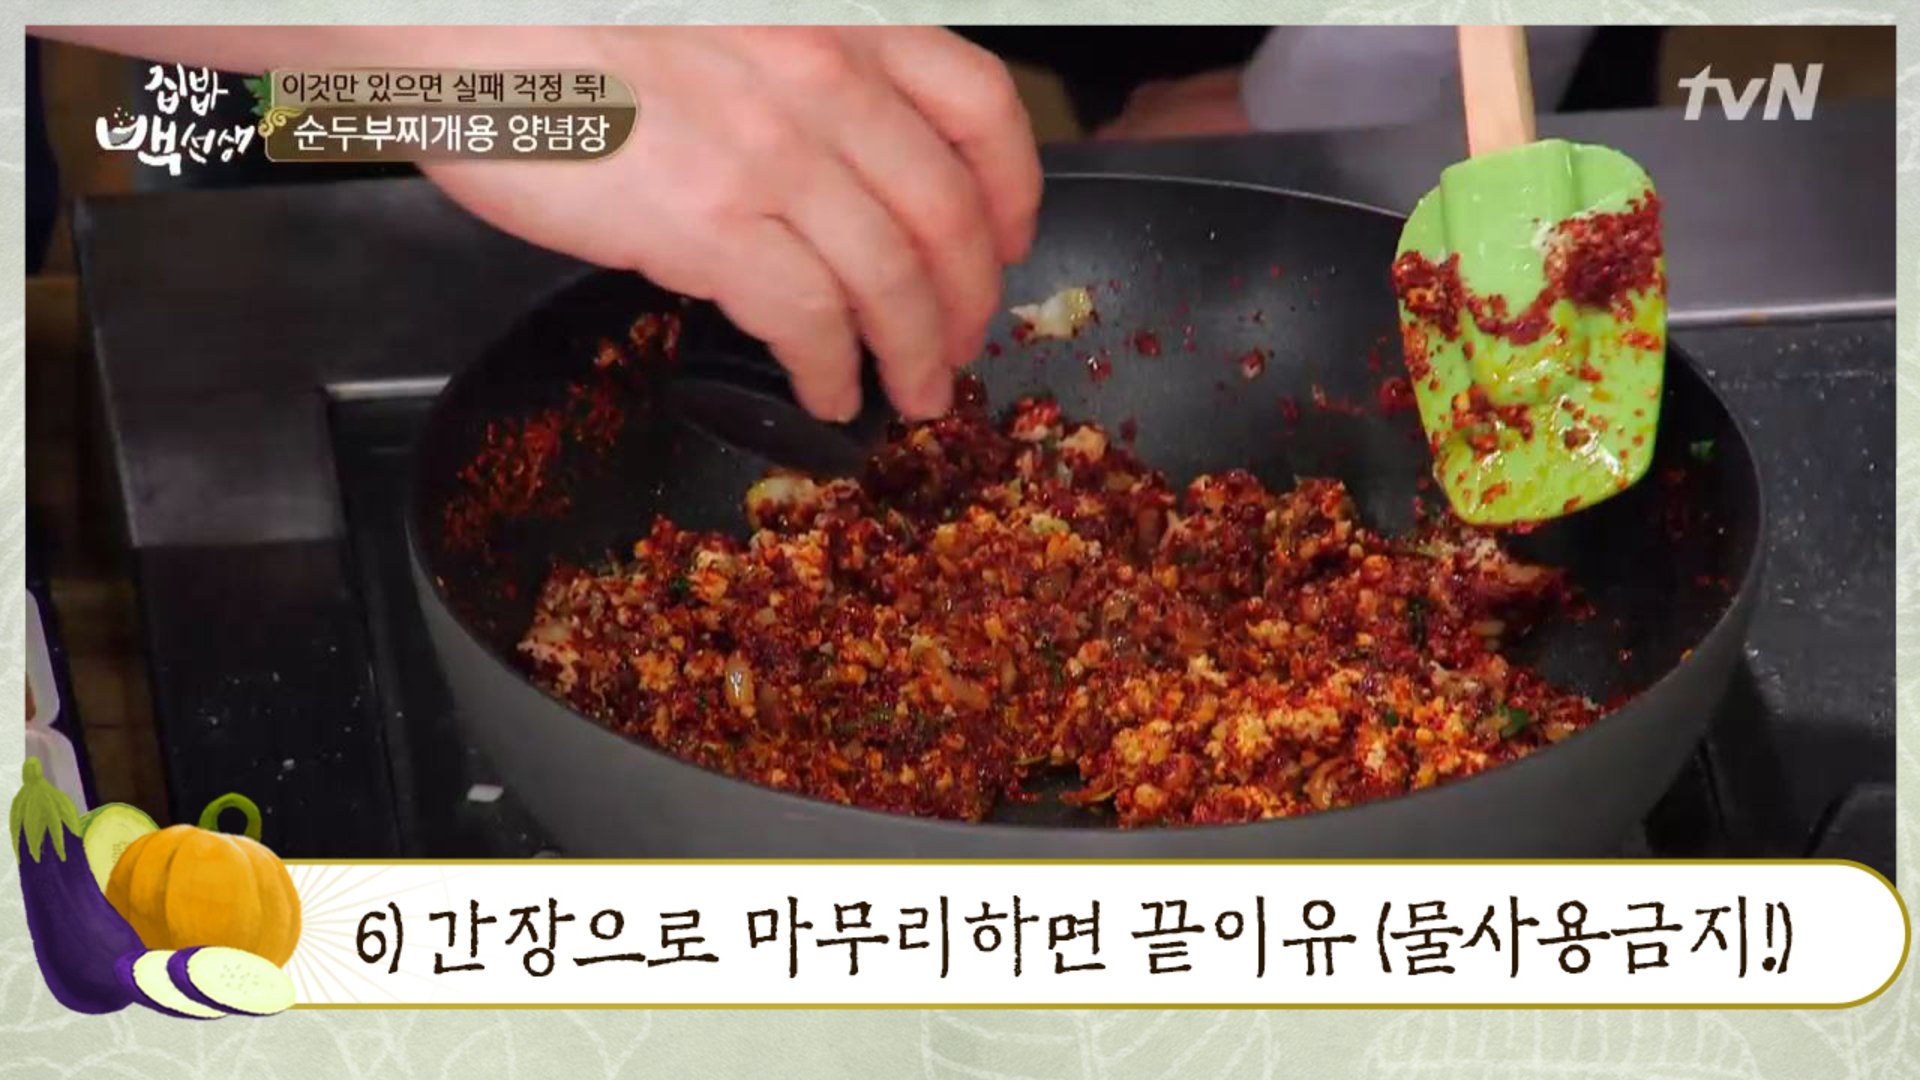 집밥
백선생
이것만 있으면 실패 걱정 뚝!
순두부찌개용 양념장
tvN
6) 간장으로 마무리하면 끝이유 (물사용금지!)